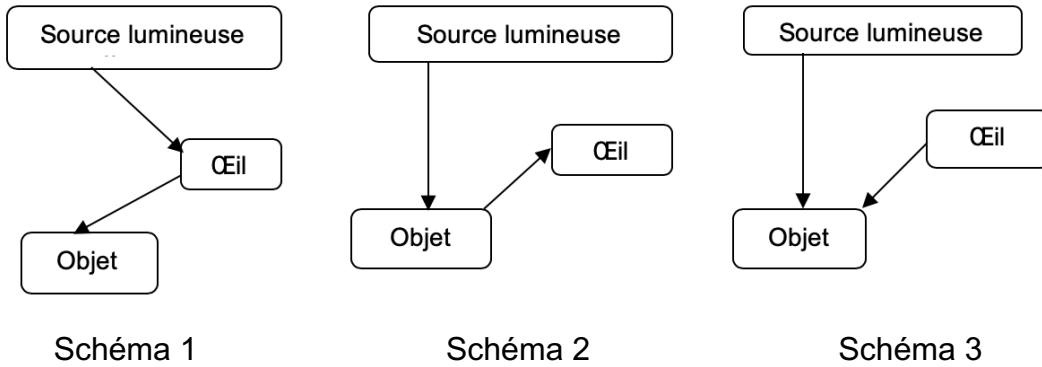 Source lumineuse
Œil
Objet
Schéma 1
Source lumineuse
Œil
Objet
Schéma 2
Source lumineuse
Œil
Objet
Schéma 3